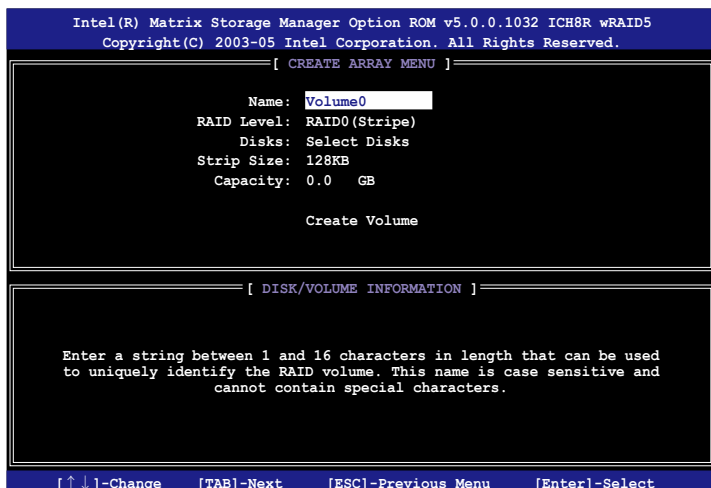 Intel(R) Matrix Storage Manager Option ROM v5.0.0.1032 ICH8R wRAID5
Copyright(C) 2003-05 Intel Corporation. All Rights Reserved.
[ CREATE ARRAY MENU ]
Name: Volume0
RAID Level: RAID0(Stripe)
Disks: Select Disks
Strip Size: 128KB
Capacity: 0.0 GB
Create Volume
[ DISK/VOLUME INFORMATION ]
Enter a string between 1 and 16 characters in length that can be used
to uniquely identify the RAID volume. This name is case sensitive and
cannot contain special characters.
[↑↓]-Change [TAB]-Next [ESC]-Previous Menu [Enter]-Select